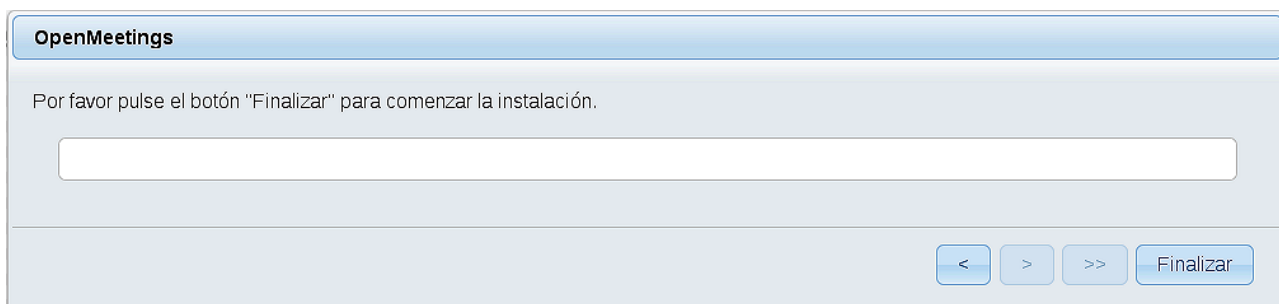 OpenMeetings
Por favor pulse el botón "Finalizar" para comenzar la instalación.
< > >> Finalizar